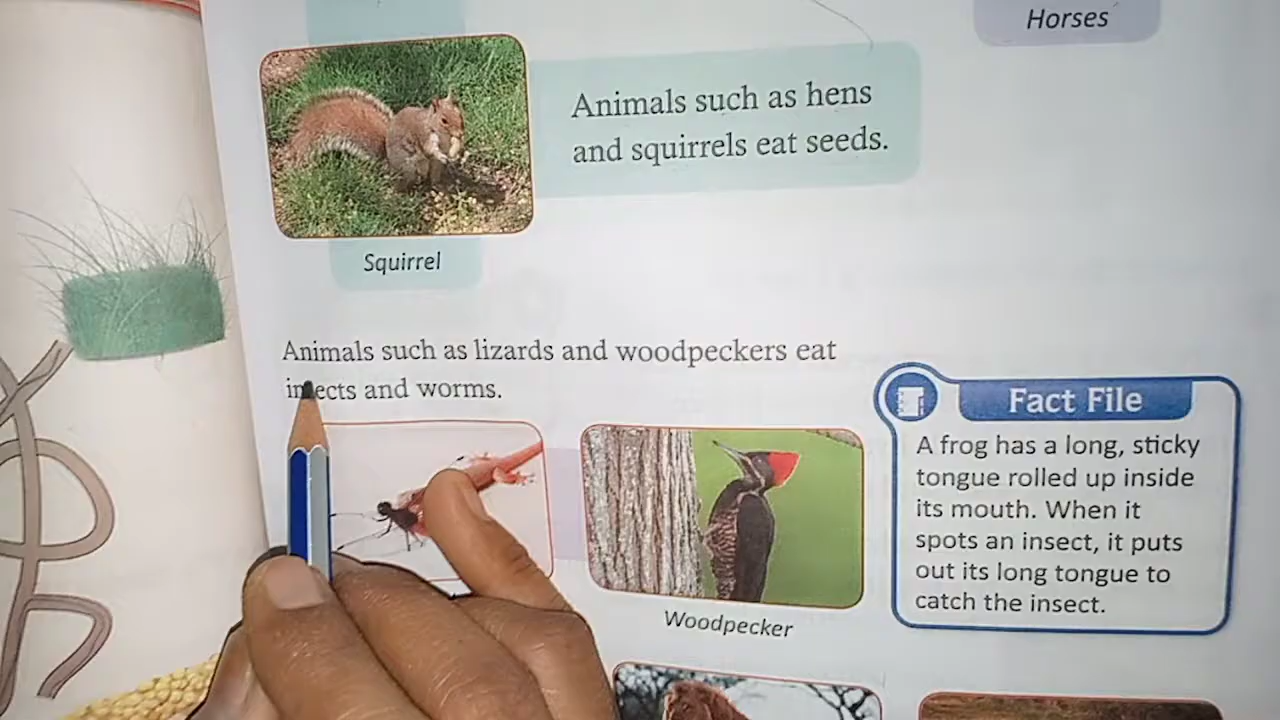 Horses
Animals such as hens
and squirrels eat seeds.
Squirrel
Animals such as lizards and woodpeckers eat
insects and worms.
Fact File
A frog has a long, sticky
tongue rolled up inside
its mouth. When it
spots an insect, it puts
out its long tongue to
catch the insect.
Woodpecker